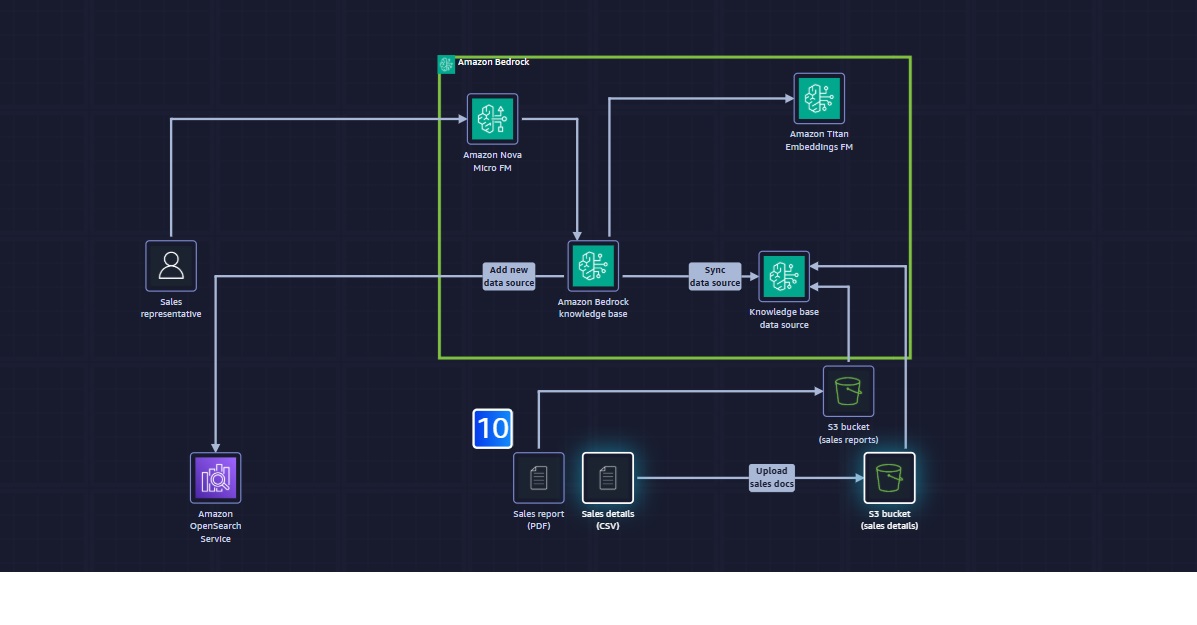 Amazon Bedrock
Amazon Nova
Micro FM
Amazon Titan
Embeddings FM
Sales
representative
Add new
data source
Amazon Bedrock
knowledge base
Sync
data source
Knowledge base
data source
S3 bucket
(sales reports)
10
Amazon
OpenSearch
Service
Sales report
(PDF)
Sales details
(CSV)
Upload
sales docs
S3 bucket
(sales details)